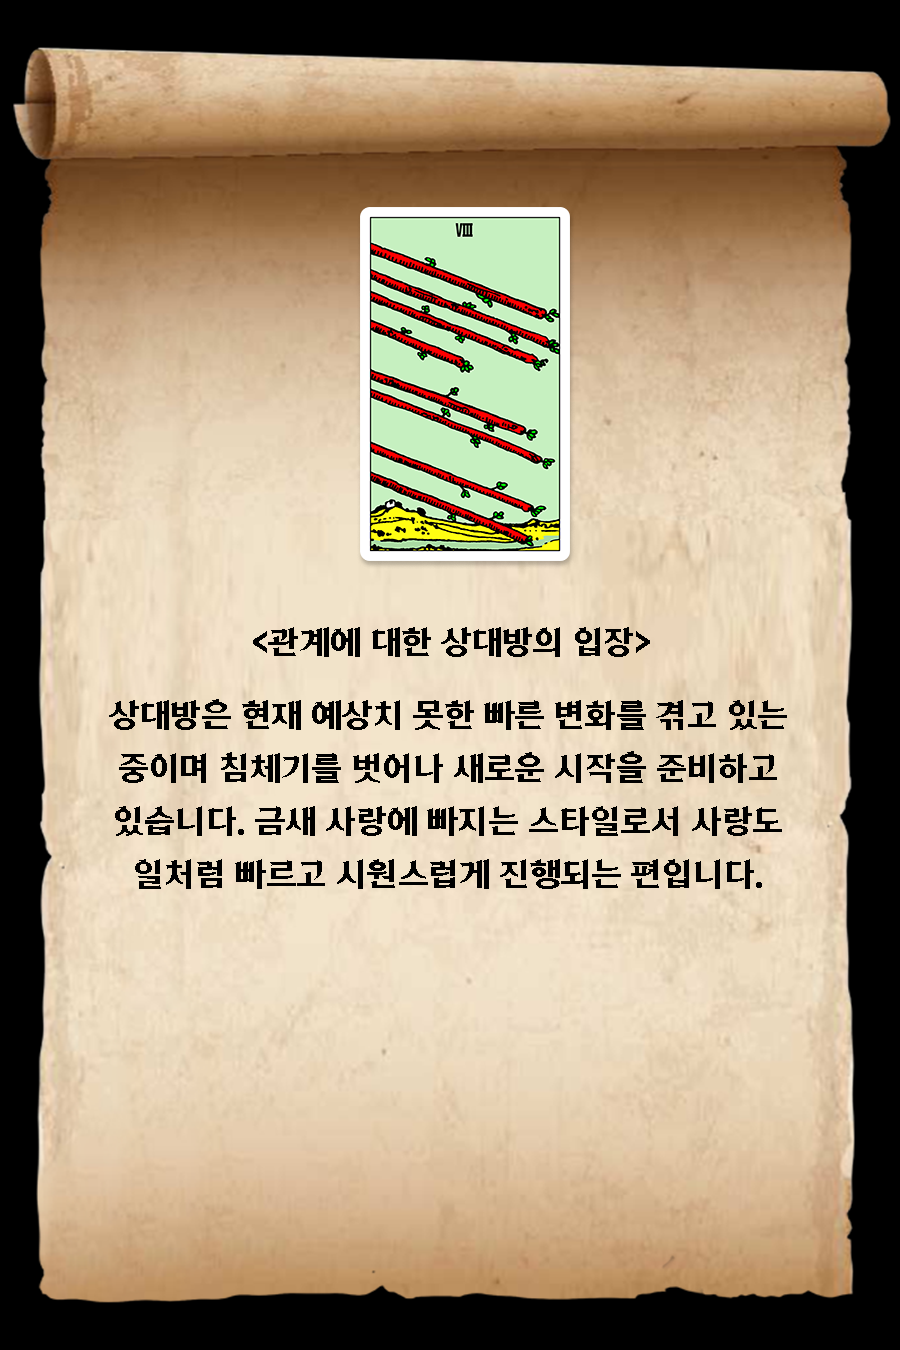 VIII
<관계에 대한 상대방의 입장>
상대방은 현재 예상치 못한 빠른 변화를 겪고 있는
중이며 침체기를 벗어나 새로운 시작을 준비하고
있습니다. 금새 사랑에 빠지는 스타일로서 사랑도
일처럼 빠르고 시원스럽게 진행되는 편입니다.